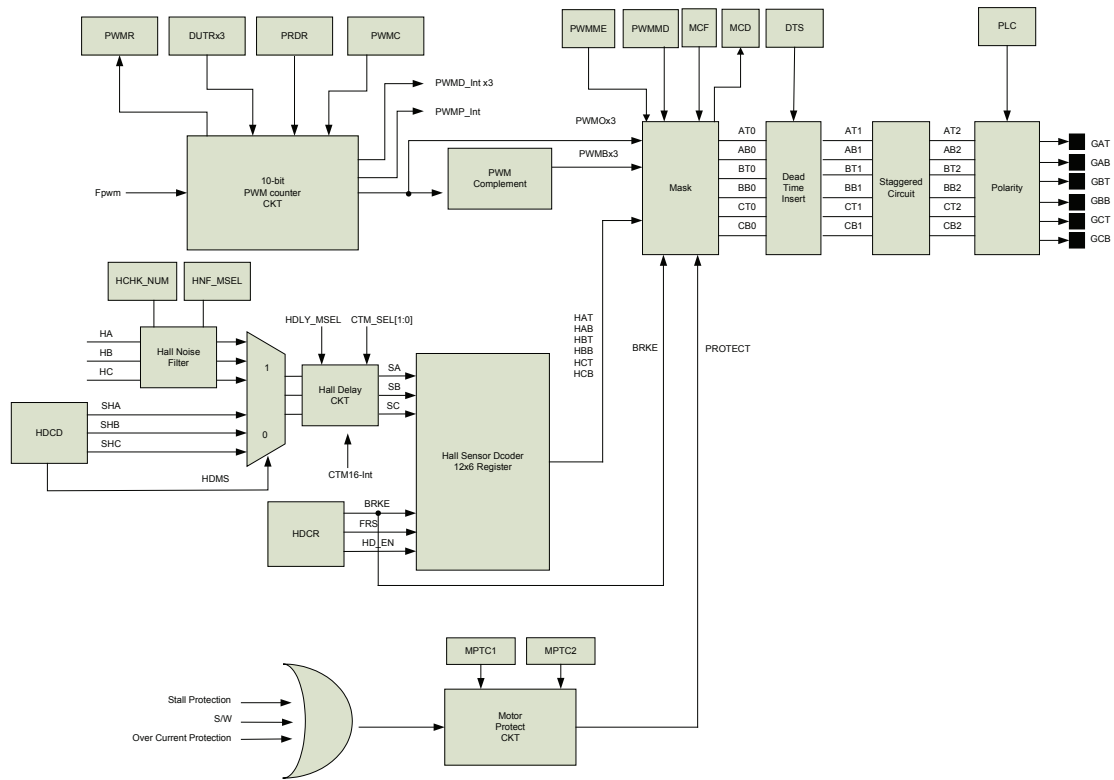 PWMR
DUTRx3
PRDR
PWMC
PWMME
PWMMD
MCF
MCD
DTS
PLC
PWMD_Int x3
PWMP_Int
Fpwm
10-bit
PWM counter
CKT
PWM
Complement
PWMOx3
PWMBx3
Mask
AT0
AB0
BT0
BB0
CT0
CB0
Dead
Time
Insert
AT1
AB1
BT1
BB1
CT1
CB1
Staggered
Circuit
AT2
AB2
BT2
BB2
CT2
CB2
Polarity
GAT
GAB
GBT
GBB
GCT
GCB
HCHK_NUM
HNF_MSEL
HA
HB
HC
Hall Noise
Filter
HDCD
SHA
SHB
SHC
HDMS
1
0
HDLY_MSEL
CTM_SEL[1:0]
Hall Delay
CKT
CTM16-Int
SA
SB
SC
Hall Sensor Dcoder
12x6 Register
HDCR
BRKE
FRS
HD_EN
HAT
HAB
HBT
HBB
HCT
HCB
BRKE
PROTECT
Stall Protection
S/W
Over Current Protection
MPTC1
MPTC2
Motor
Protect
CKT